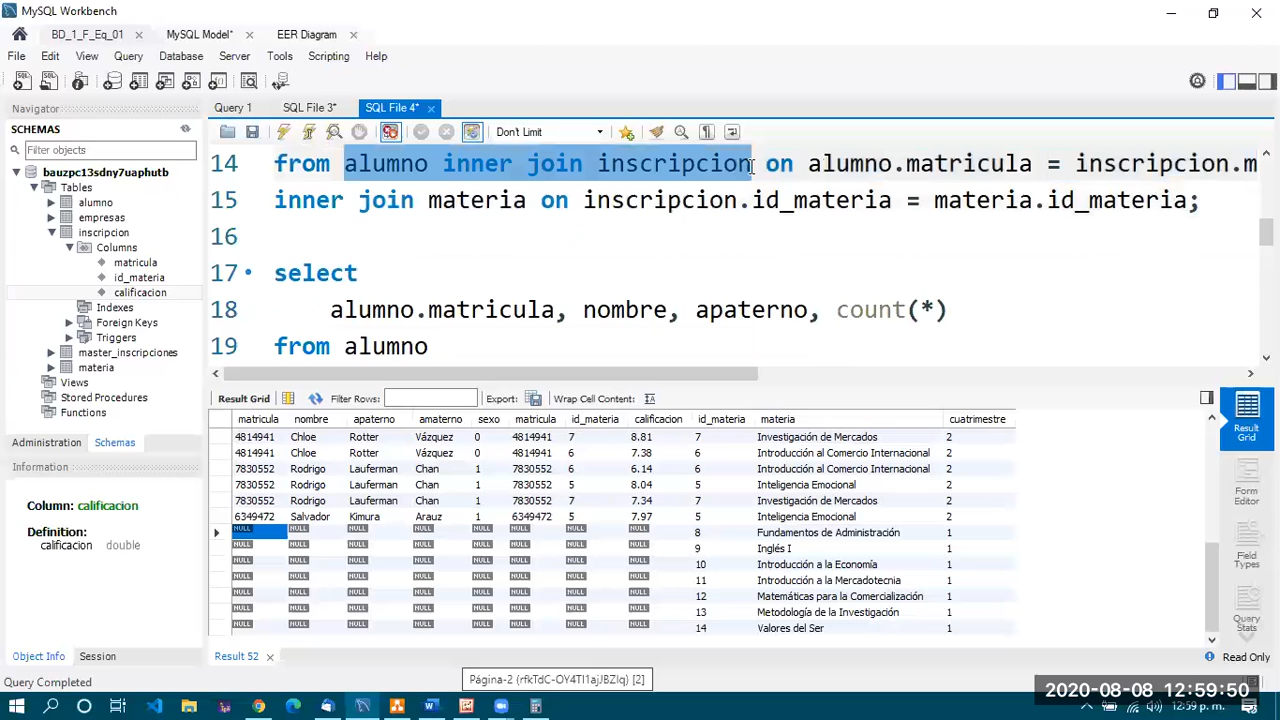 MySQL Workbench
BD_1_F_Eq_01 MySQL Model* EER Diagram
File Edit View Query Database Server Tools Scripting Help
Navigator
Query 1 SQL File 3* SQL File 4*
SCHEMAS
Filter objects
Don't Limit
bauzpc13sdny7uaphutb
Tables
alumno
empresas
inscripcion
Columns
matricula
id_materia
calificacion
Indexes
Foreign Keys
Triggers
master_inscripciones
materia
Views
Stored Procedures
Functions
Administration Schemas
Information
Column: calificacion
Definition:
calificacion double
Object Info Session
14 from alumno inner join inscripcion on alumno.matricula = inscripcion.m
15 inner join materia on inscripcion.id_materia = materia.id_materia;
16
17 select
18 alumno.matricula, nombre, apaterno, count(*)
19 from alumno
Result Grid Filter Rows: Export: Wrap Cell Content:
matricula nombre apaterno amaterno sexo matricula id_materia calificacion id_materia materia cuatrimestre
4814941 Chloe Rotter Vázquez 0 4814941 7 8.81 7 Investigación de Mercados 2
4814941 Chloe Rotter Vázquez 0 4814941 6 7.38 6 Introducción al Comercio Internacional 2
7830552 Rodrigo Lauferman Chan 1 7830552 6 6.14 6 Introducción al Comercio Internacional 2
7830552 Rodrigo Lauferman Chan 1 7830552 5 8.04 5 Inteligencia Emocional 2
7830552 Rodrigo Lauferman Chan 1 7830552 7 7.34 7 Investigación de Mercados 2
6349472 Salvador Kimura Arauz 1 6349472 5 7.97 5 Inteligencia Emocional 2
NULL NULL NULL NULL NULL NULL NULL NULL 8 Fundamentos de Administración 1
NULL NULL NULL NULL NULL NULL NULL NULL 9 Inglés I 1
NULL NULL NULL NULL NULL NULL NULL NULL 10 Introducción a la Economía 1
NULL NULL NULL NULL NULL NULL NULL NULL 11 Introducción a la Mercadotecnia 1
NULL NULL NULL NULL NULL NULL NULL NULL 12 Matemáticas para la Comercialización 1
NULL NULL NULL NULL NULL NULL NULL NULL 13 Metodología de la Investigación 1
NULL NULL NULL NULL NULL NULL NULL NULL 14 Valores del Ser 1
Result Grid
Form Editor
Field Types
Query Stats
Result 52
Read Only
Query Completed
Página-2 (rfkTdC-OY4TI1ajJBZIq) [2]
2020-08-08 12:59:50
12:59 p. m.